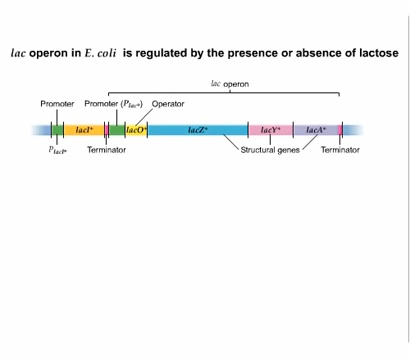 lac operon in E. coli is regulated by the presence or absence of lactose
lac operon
Promoter Promoter (Plac+) Operator
lacI+ lacO+ lacZ+ lacY+ lacA+
PlacI+ Terminator Structural genes Terminator